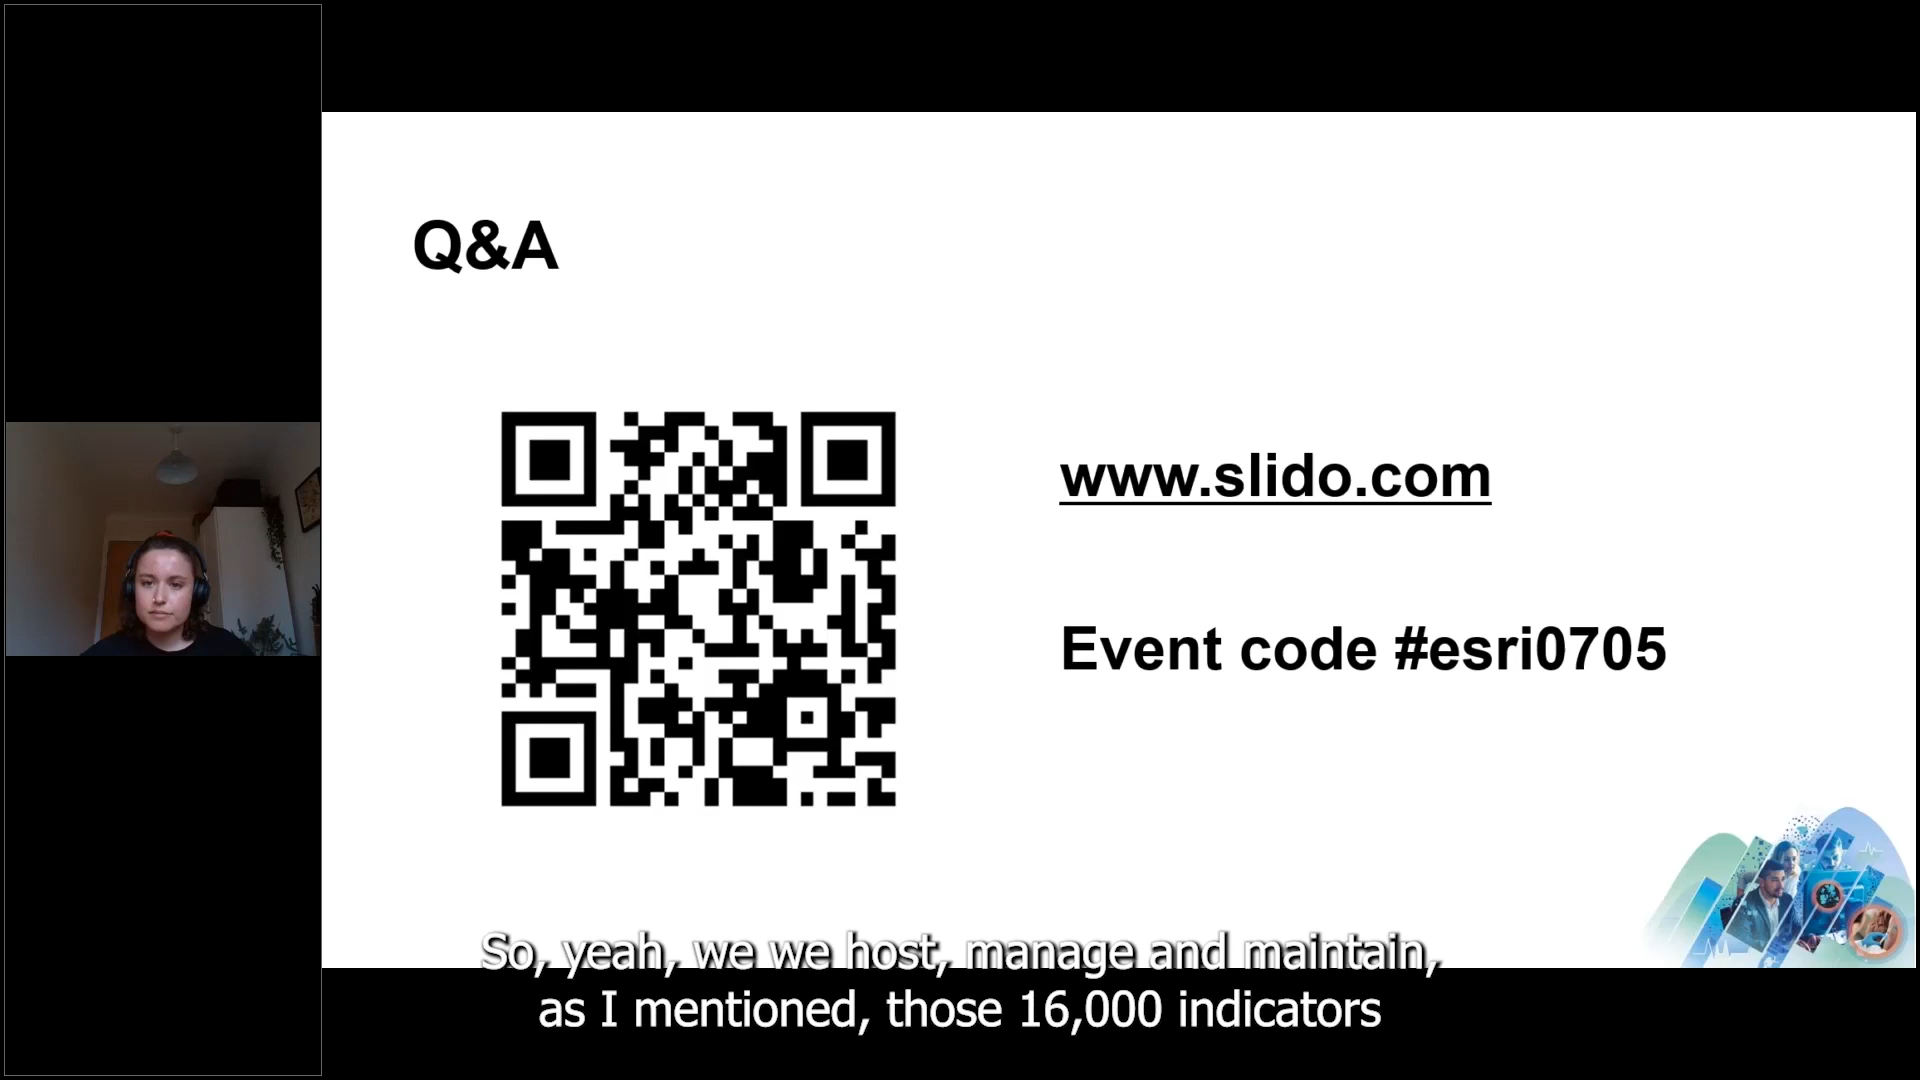 Q&A
www.slido.com
Event code #esri0705
So, yeah, we we host, manage and maintain,
as I mentioned, those 16,000 indicators